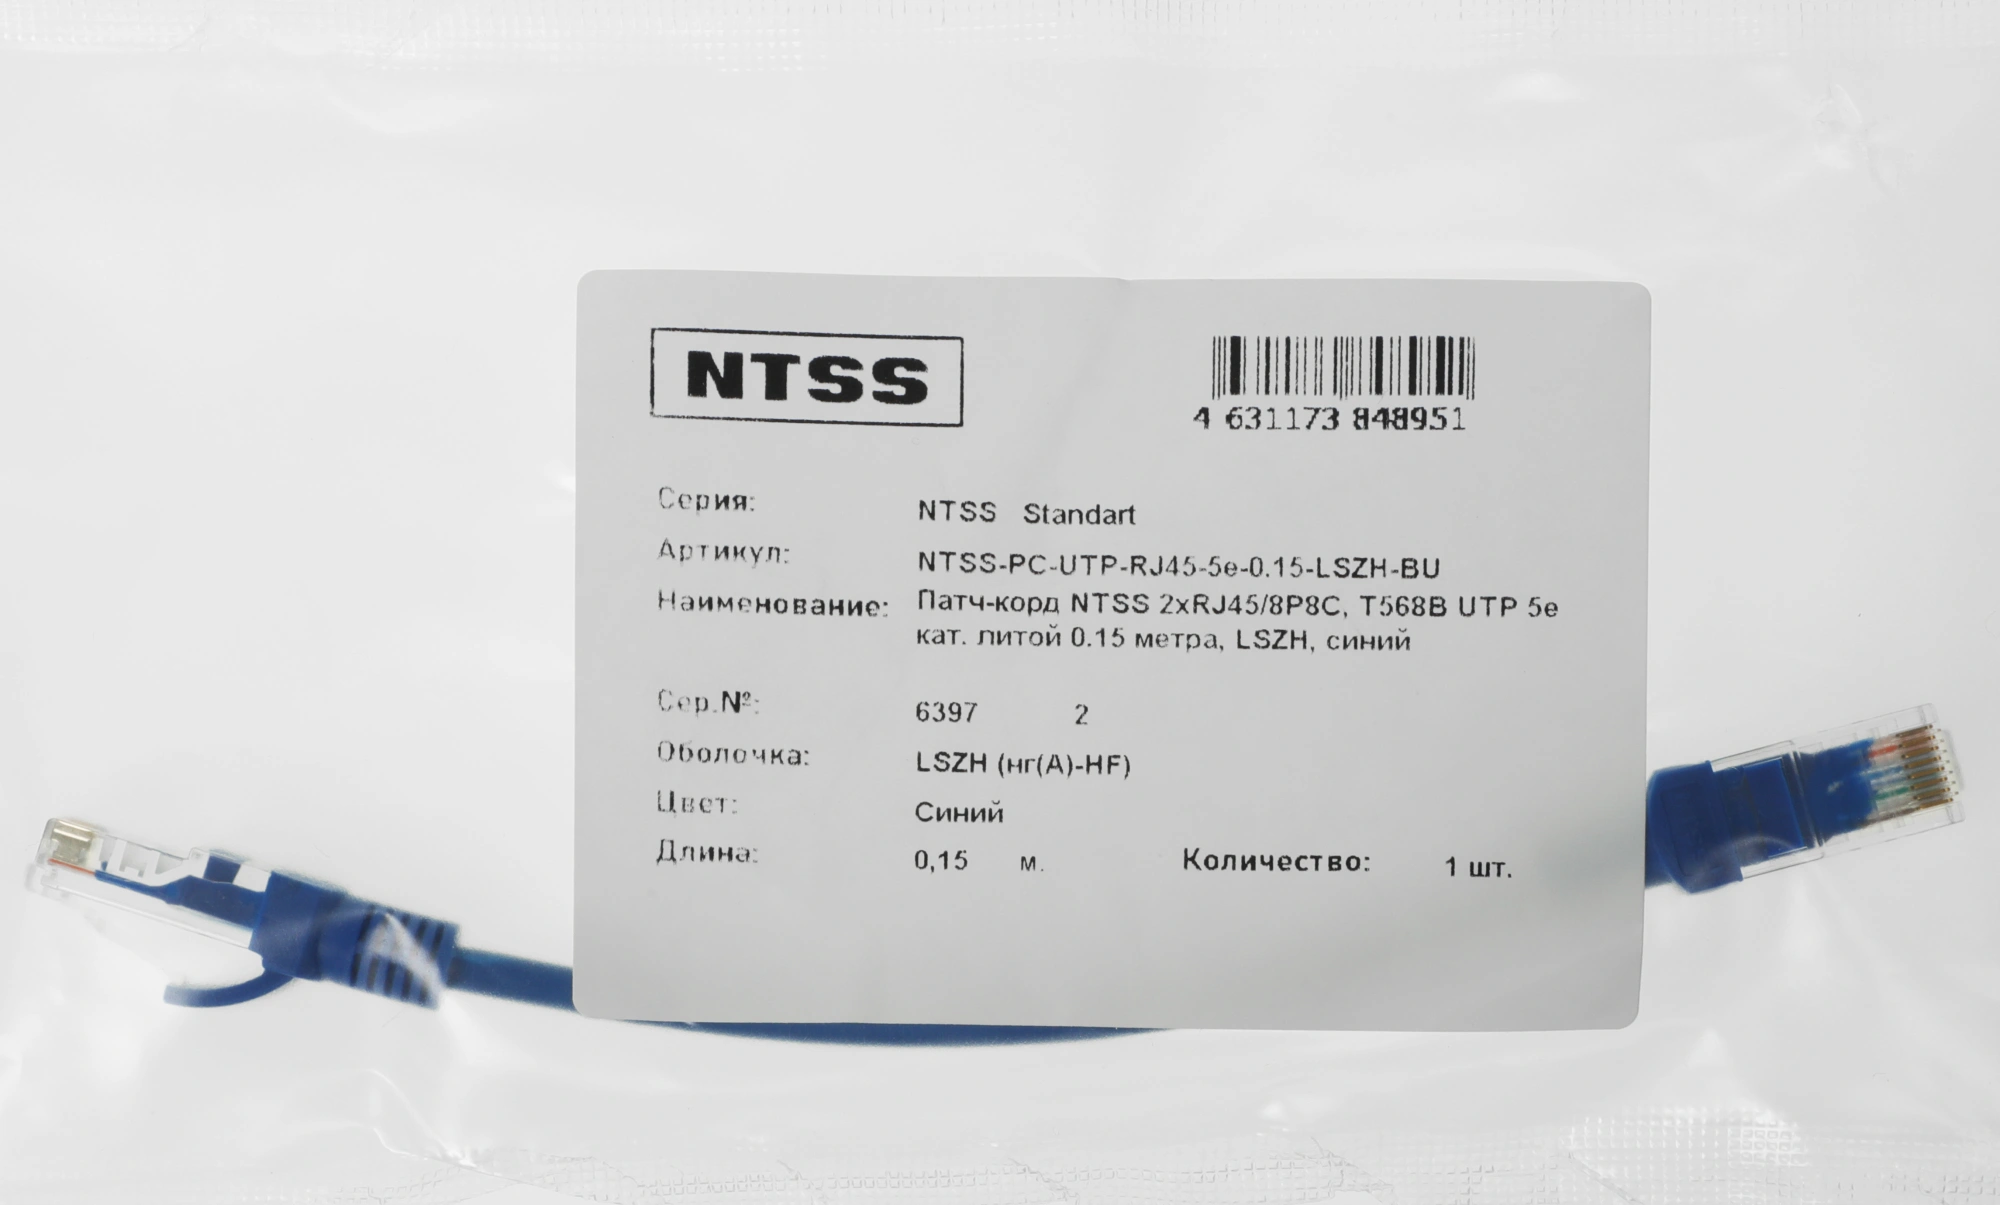 NTSS
4 631173 848951
Серия: NTSS Standart
Артикул: NTSS-PC-UTP-RJ45-5e-0.15-LSZH-BU
Наименование: Патч-корд NTSS 2xRJ45/8P8C, T568B UTP 5e
кат. литой 0.15 метра, LSZH, синий
Сер.№: 6397 2
Оболочка: LSZH (нг(А)-HF)
Цвет: Синий
Длина: 0,15 м. Количество: 1 шт.